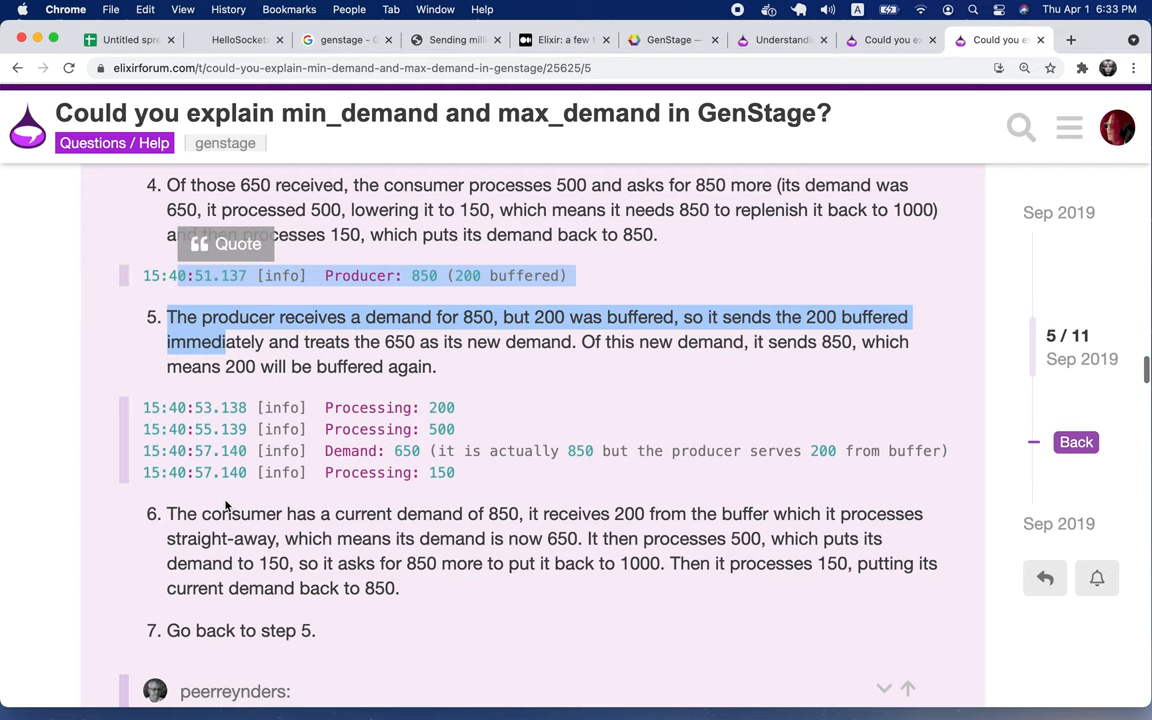 Chrome File Edit View History Bookmarks People Tab Window Help A Thu Apr 1 6:33 PM
Untitled spre HelloSockets genstage - G Sending milli Elixir: a few t GenStage — Understandi Could you ex Could you ex
elixirforum.com/t/could-you-explain-min-demand-and-max-demand-in-genstage/25625/5
Could you explain min_demand and max_demand in GenStage?
Questions / Help genstage
4. Of those 650 received, the consumer processes 500 and asks for 850 more (its demand was
650, it processed 500, lowering it to 150, which means it needs 850 to replenish it back to 1000)
and then processes 150, which puts its demand back to 850.
Quote
15:40:51.137 [info] Producer: 850 (200 buffered)
5. The producer receives a demand for 850, but 200 was buffered, so it sends the 200 buffered
immediately and treats the 650 as its new demand. Of this new demand, it sends 850, which
means 200 will be buffered again.
15:40:53.138 [info] Processing: 200
15:40:55.139 [info] Processing: 500
15:40:57.140 [info] Demand: 650 (it is actually 850 but the producer serves 200 from buffer)
15:40:57.140 [info] Processing: 150
6. The consumer has a current demand of 850, it receives 200 from the buffer which it processes
straight-away, which means its demand is now 650. It then processes 500, which puts its
demand to 150, so it asks for 850 more to put it back to 1000. Then it processes 150, putting its
current demand back to 850.
7. Go back to step 5.
peerreynders:
Sep 2019
5 / 11
Sep 2019
Back
Sep 2019